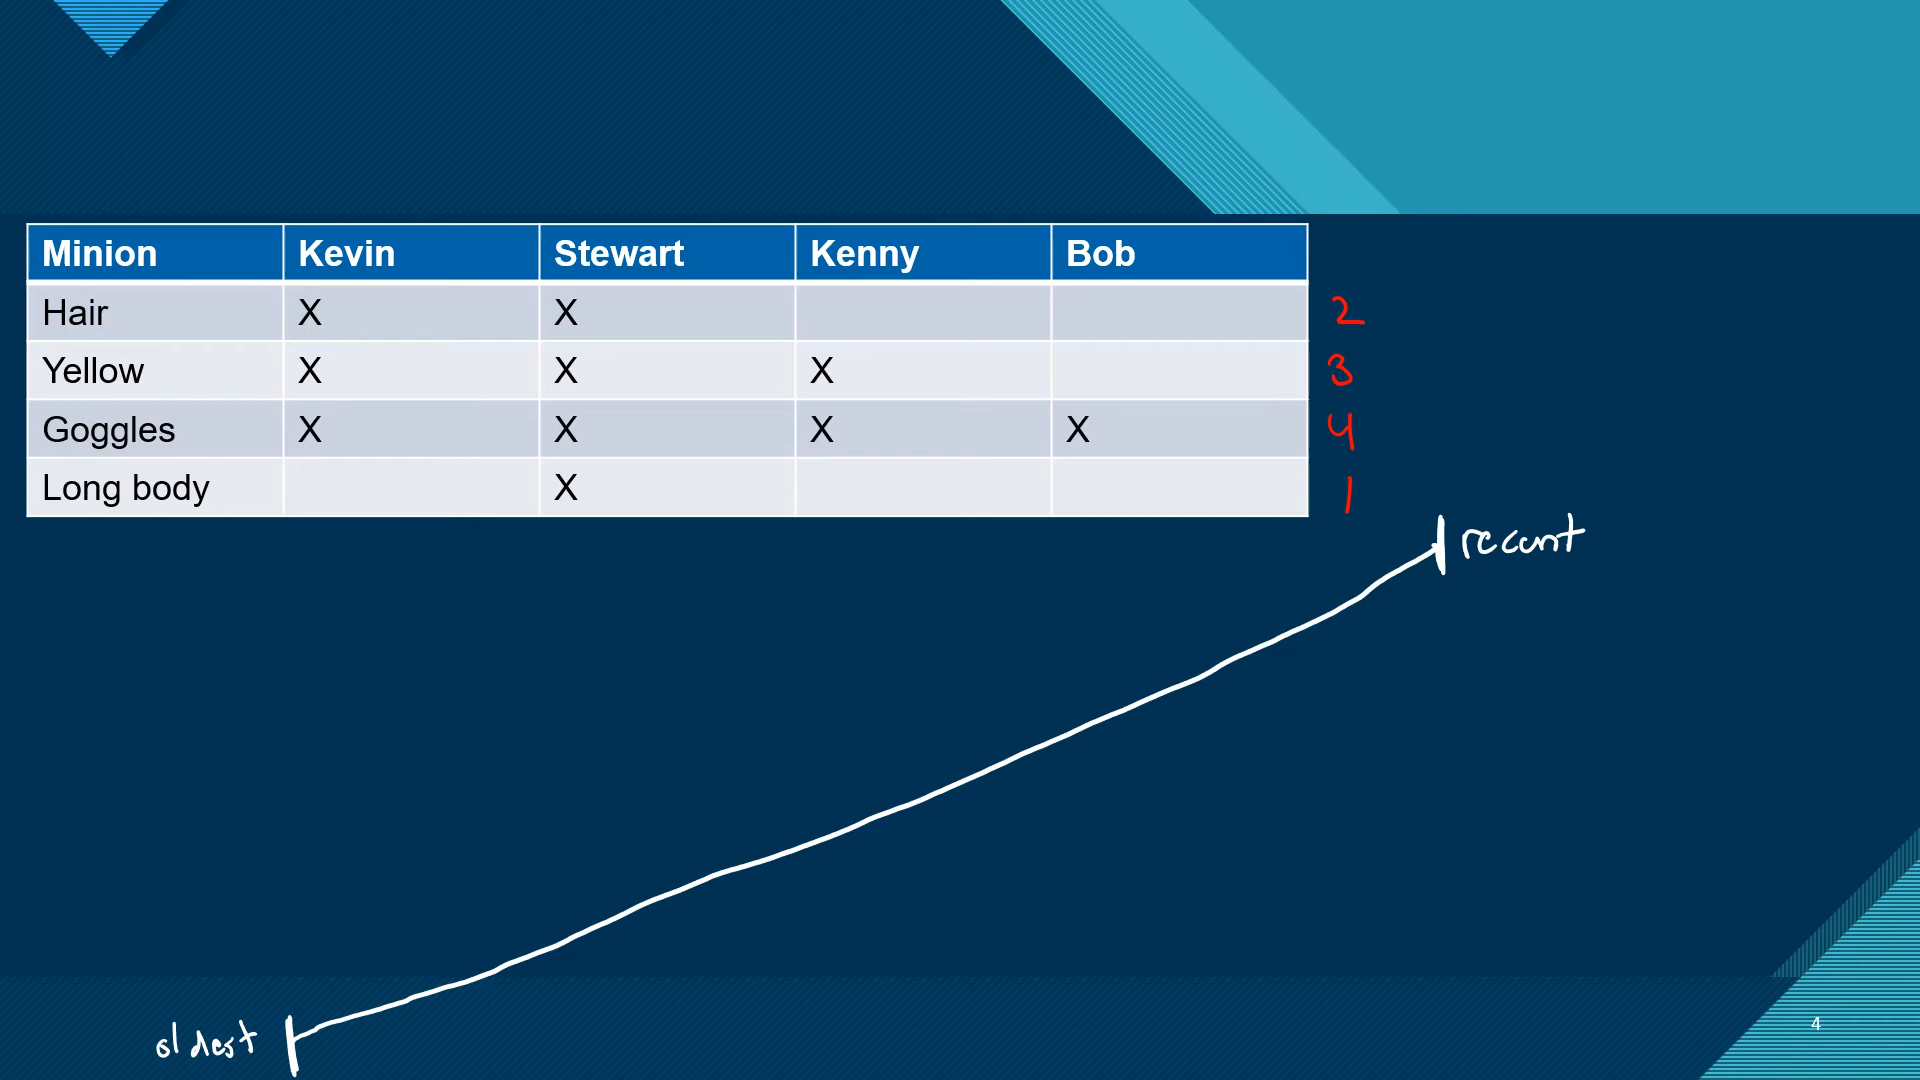 Minion Kevin Stewart Kenny Bob
Hair X X 2
Yellow X X X 3
Goggles X X X X 4
Long body X 1
recent
oldest
4